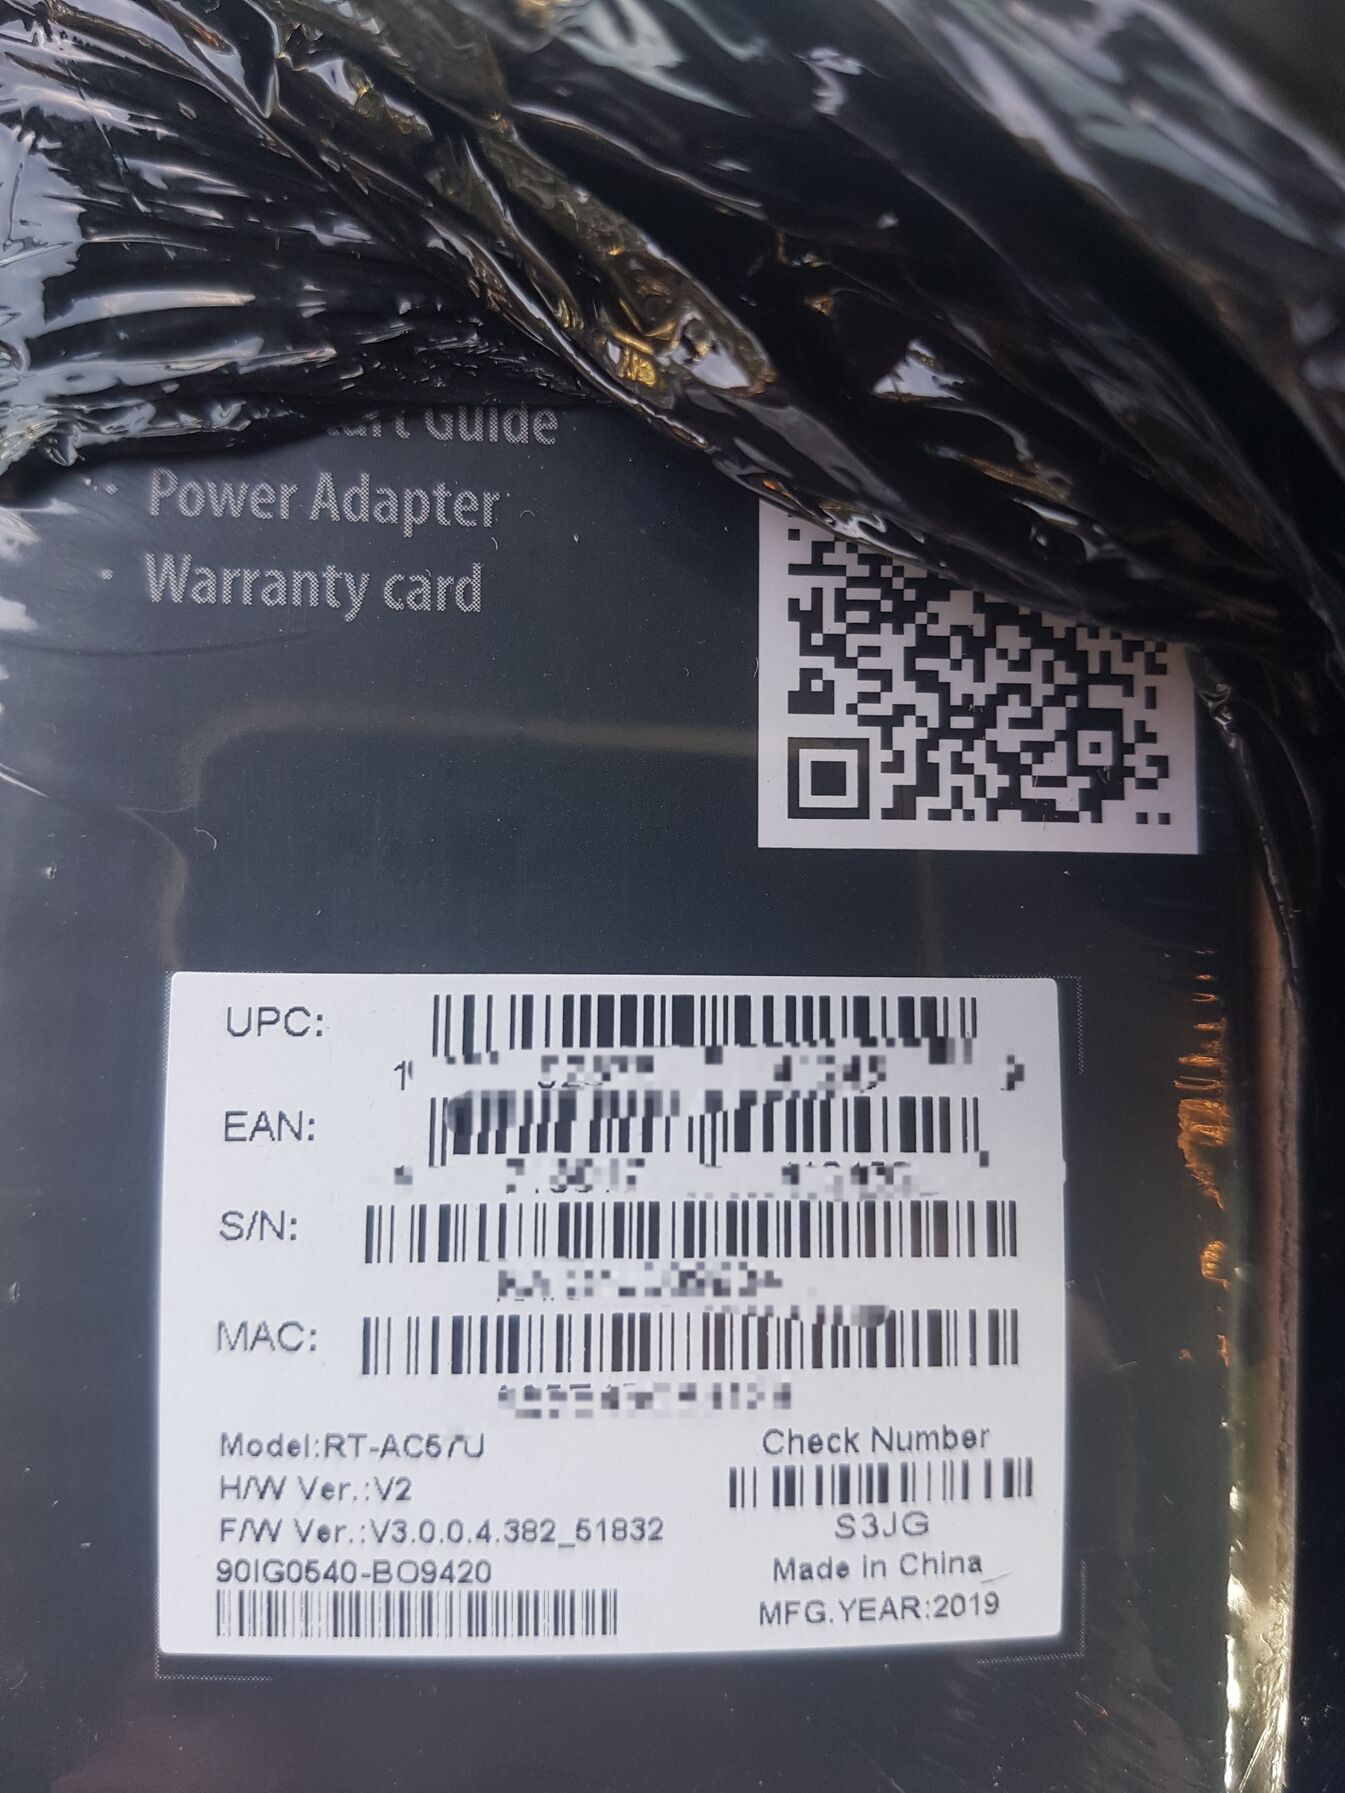 Guide
Power Adapter
Warranty card
UPC:
EAN:
S/N:
MAC:
Model:RT-AC57U
H/W Ver.:V2
F/W Ver.:V3.0.0.4.382_51832
90IG0540-BO9420
Check Number
S3JG
Made in China
MFG.YEAR:2019